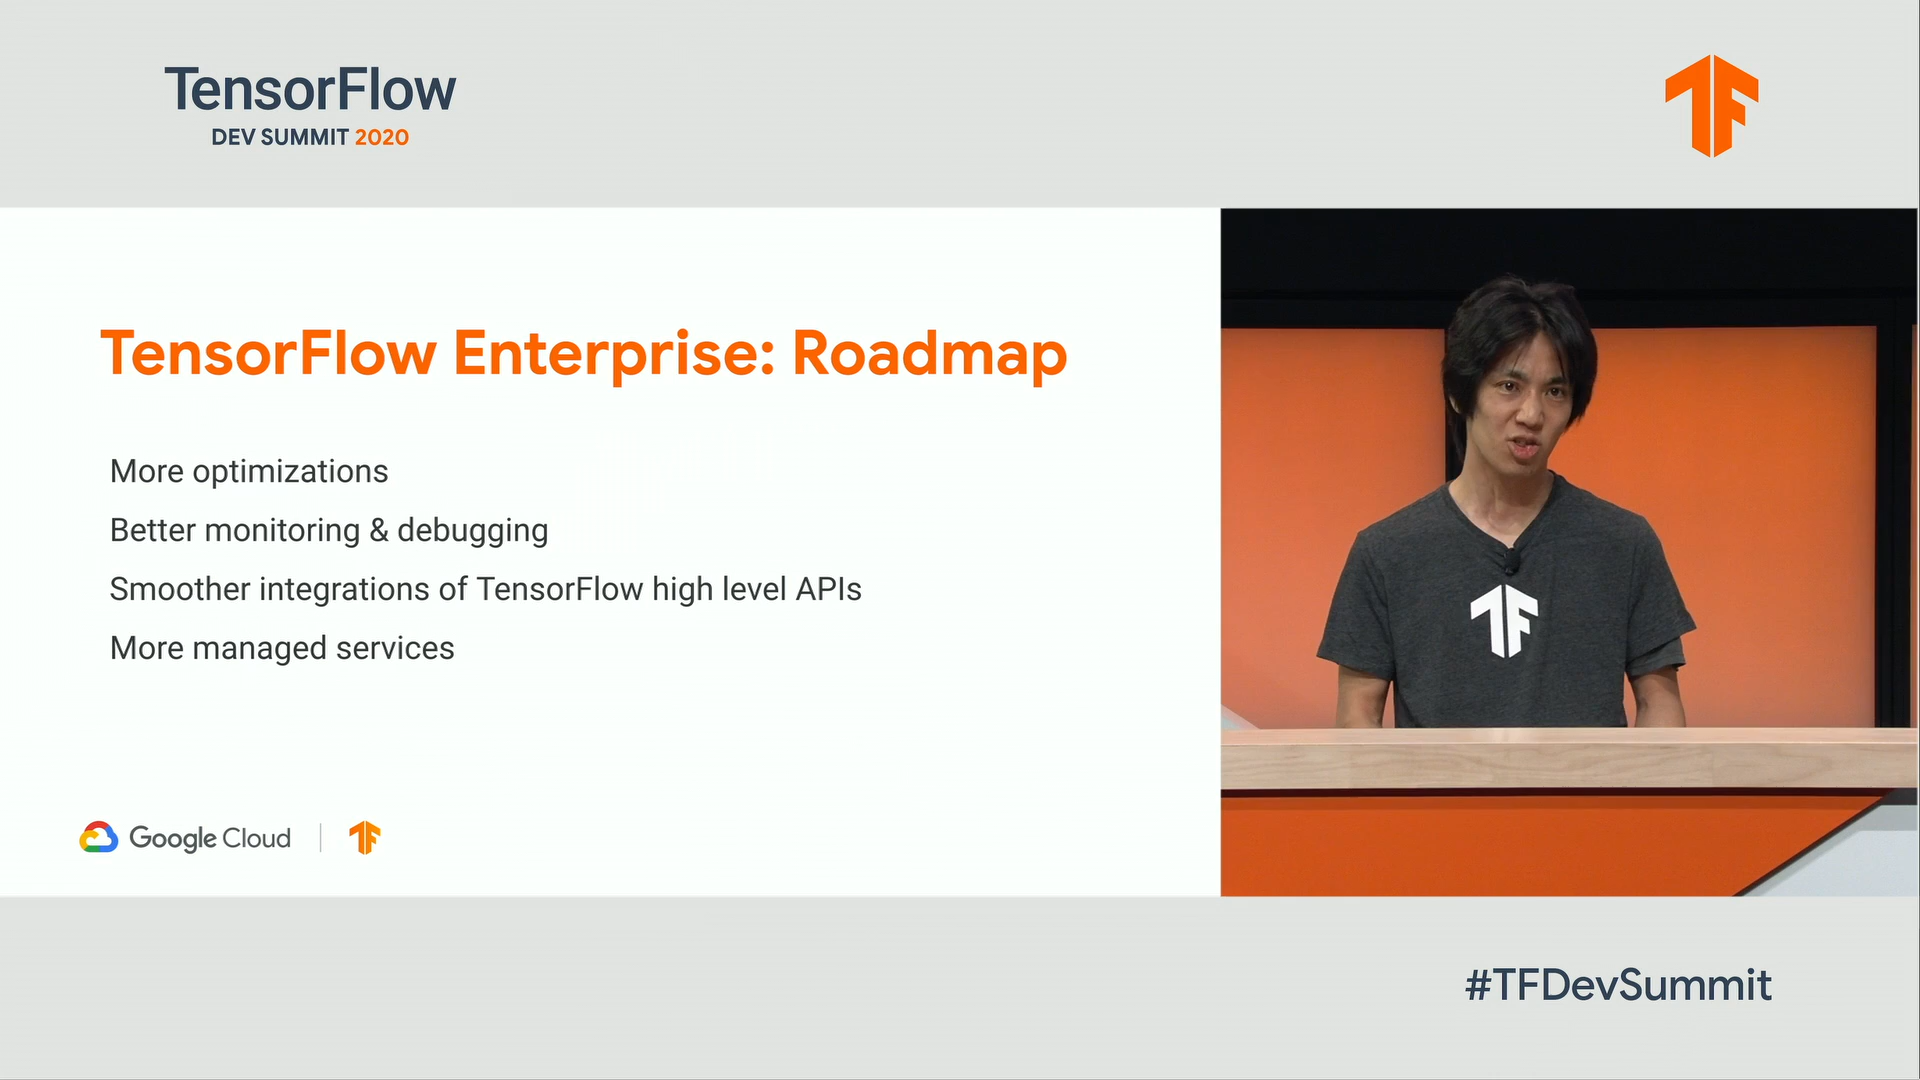 TensorFlow
DEV SUMMIT 2020
TensorFlow Enterprise: Roadmap
More optimizations
Better monitoring & debugging
Smoother integrations of TensorFlow high level APIs
More managed services
Google Cloud
#TFDevSummit